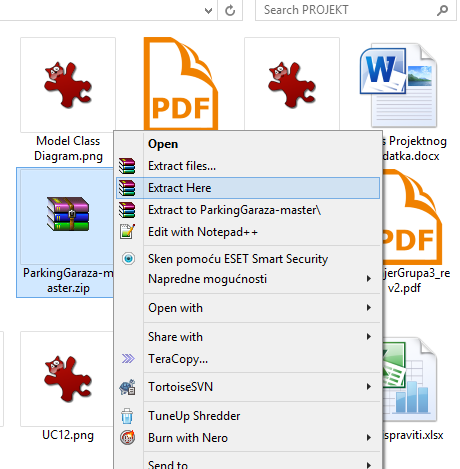 Search PROJEKT
PDF
Model Class
Diagram.png
s Projektnog
datka.docx
Open
Extract files...
Extract Here
Extract to ParkingGaraza-master\
Edit with Notepad++
Sken pomoću ESET Smart Security
Napredne mogućnosti
Open with
Share with
TeraCopy...
TortoiseSVN
TuneUp Shredder
Burn with Nero
Send to
ParkingGaraza-m
aster.zip
DF
jerGrupa3_re
v2.pdf
UC12.png
spraviti.xlsx